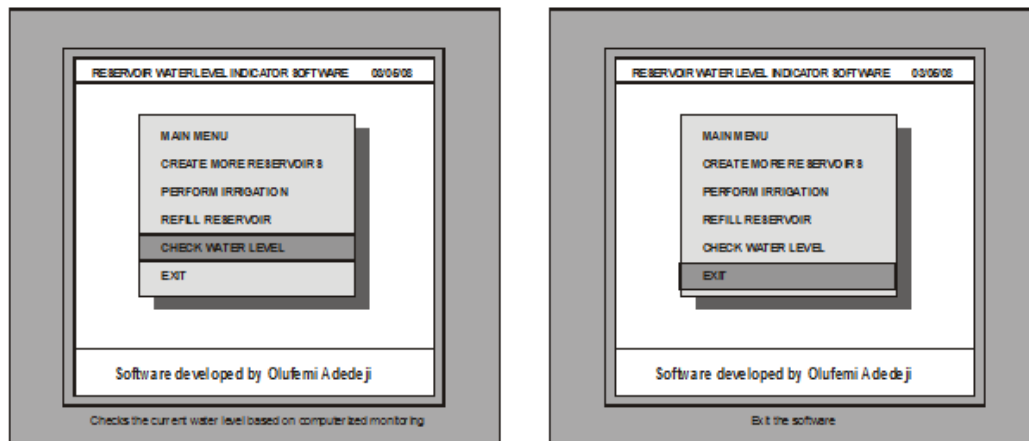 RESERVOIR WATER LEVEL INDICATOR SOFTWARE 03/06/08
MAIN MENU
CREATE MORE RESERVOIRS
PERFORM IRRIGATION
REFILL RESERVOIR
CHECK WATER LEVEL
EXIT
Software developed by Olufemi Adedeji
Checks the current water level based on computerized monitoring
RESERVOIR WATER LEVEL INDICATOR SOFTWARE 03/06/08
MAIN MENU
CREATE MORE RESERVOIRS
PERFORM IRRIGATION
REFILL RESERVOIR
CHECK WATER LEVEL
EXIT
Software developed by Olufemi Adedeji
Exit the software